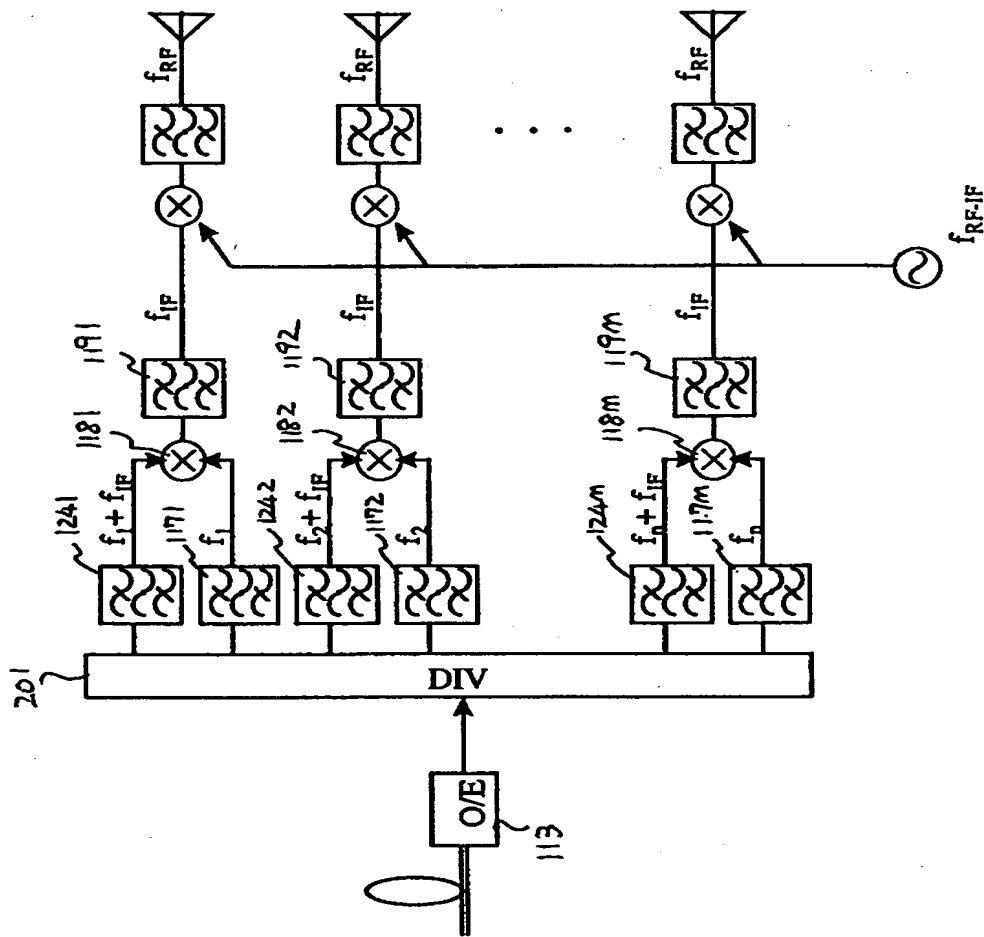 f_RF
f_RF
f_RF
f_RF-IF
f_IF
f_IF
f_IF
1191
1192
119m
1181
1182
118m
1241
f_1 + f_IF
1171
f_1
1242
f_2 + f_IF
1172
f_2
124m
f_n + f_IF
117m
f_n
201
DIV
O/E
113